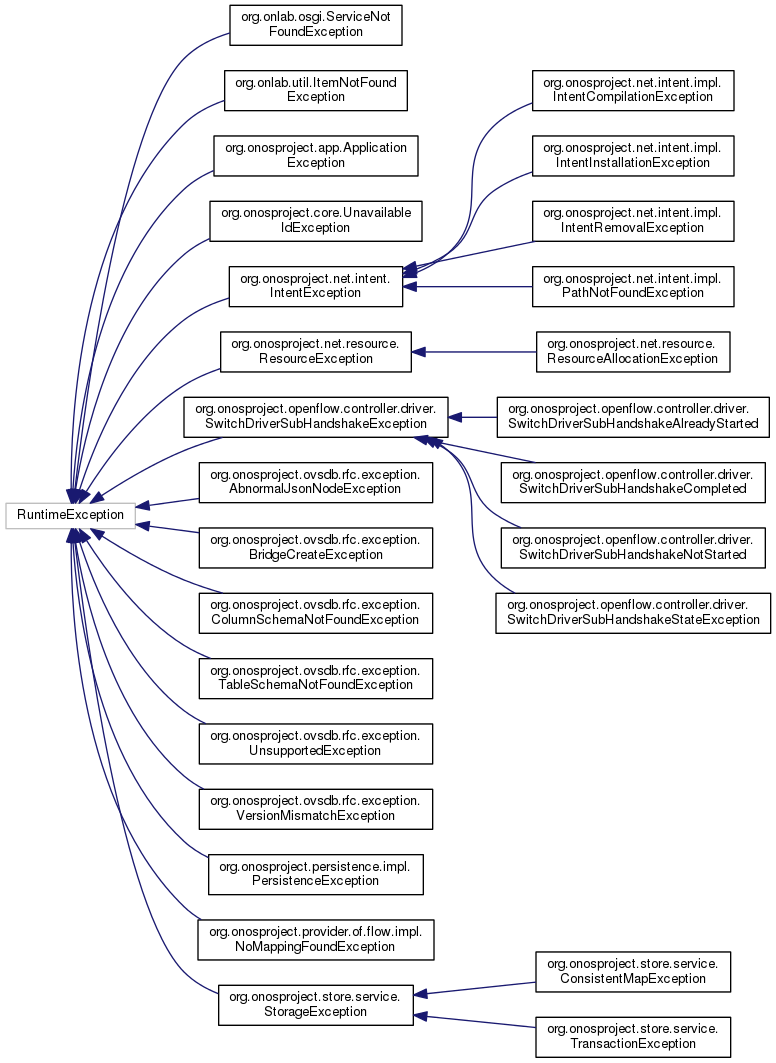 org.onlab.osgi.ServiceNot
FoundException
org.onlab.util.ItemNotFound
Exception
org.onosproject.app.Application
Exception
org.onosproject.core.Unavailable
IdException
org.onosproject.net.intent.
IntentException
org.onosproject.net.resource.
ResourceException
org.onosproject.openflow.controller.driver.
SwitchDriverSubHandshakeException
org.onosproject.ovsdb.rfc.exception.
AbnormalJsonNodeException
RuntimeException
org.onosproject.ovsdb.rfc.exception.
BridgeCreateException
org.onosproject.ovsdb.rfc.exception.
ColumnSchemaNotFoundException
org.onosproject.ovsdb.rfc.exception.
TableSchemaNotFoundException
org.onosproject.ovsdb.rfc.exception.
UnsupportedException
org.onosproject.ovsdb.rfc.exception.
VersionMismatchException
org.onosproject.persistence.impl.
PersistenceException
org.onosproject.provider.of.flow.impl.
NoMappingFoundException
org.onosproject.store.service.
StorageException
org.onosproject.net.intent.impl.
IntentCompilationException
org.onosproject.net.intent.impl.
IntentInstallationException
org.onosproject.net.intent.impl.
IntentRemovalException
org.onosproject.net.intent.impl.
PathNotFoundException
org.onosproject.net.resource.
ResourceAllocationException
org.onosproject.openflow.controller.driver.
SwitchDriverSubHandshakeAlreadyStarted
org.onosproject.openflow.controller.driver.
SwitchDriverSubHandshakeCompleted
org.onosproject.openflow.controller.driver.
SwitchDriverSubHandshakeNotStarted
org.onosproject.openflow.controller.driver.
SwitchDriverSubHandshakeStateException
org.onosproject.store.service.
ConsistentMapException
org.onosproject.store.service.
TransactionException